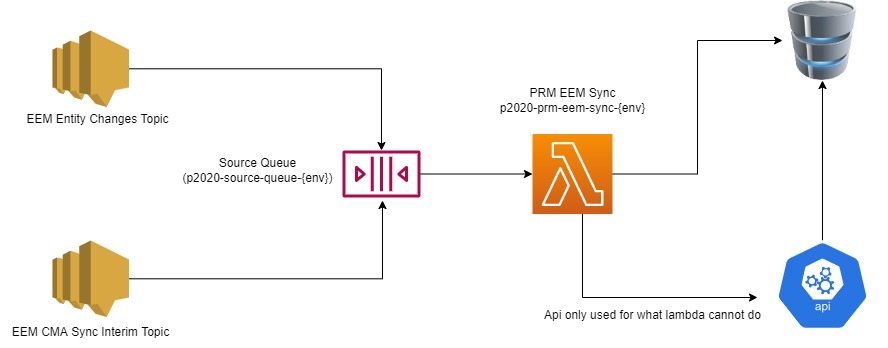 EEM Entity Changes Topic
PRM EEM Sync
p2020-prm-eem-sync-{env}
Source Queue
(p2020-source-queue-{env})
EEM CMA Sync Interim Topic
Api only used for what lambda cannot do
api